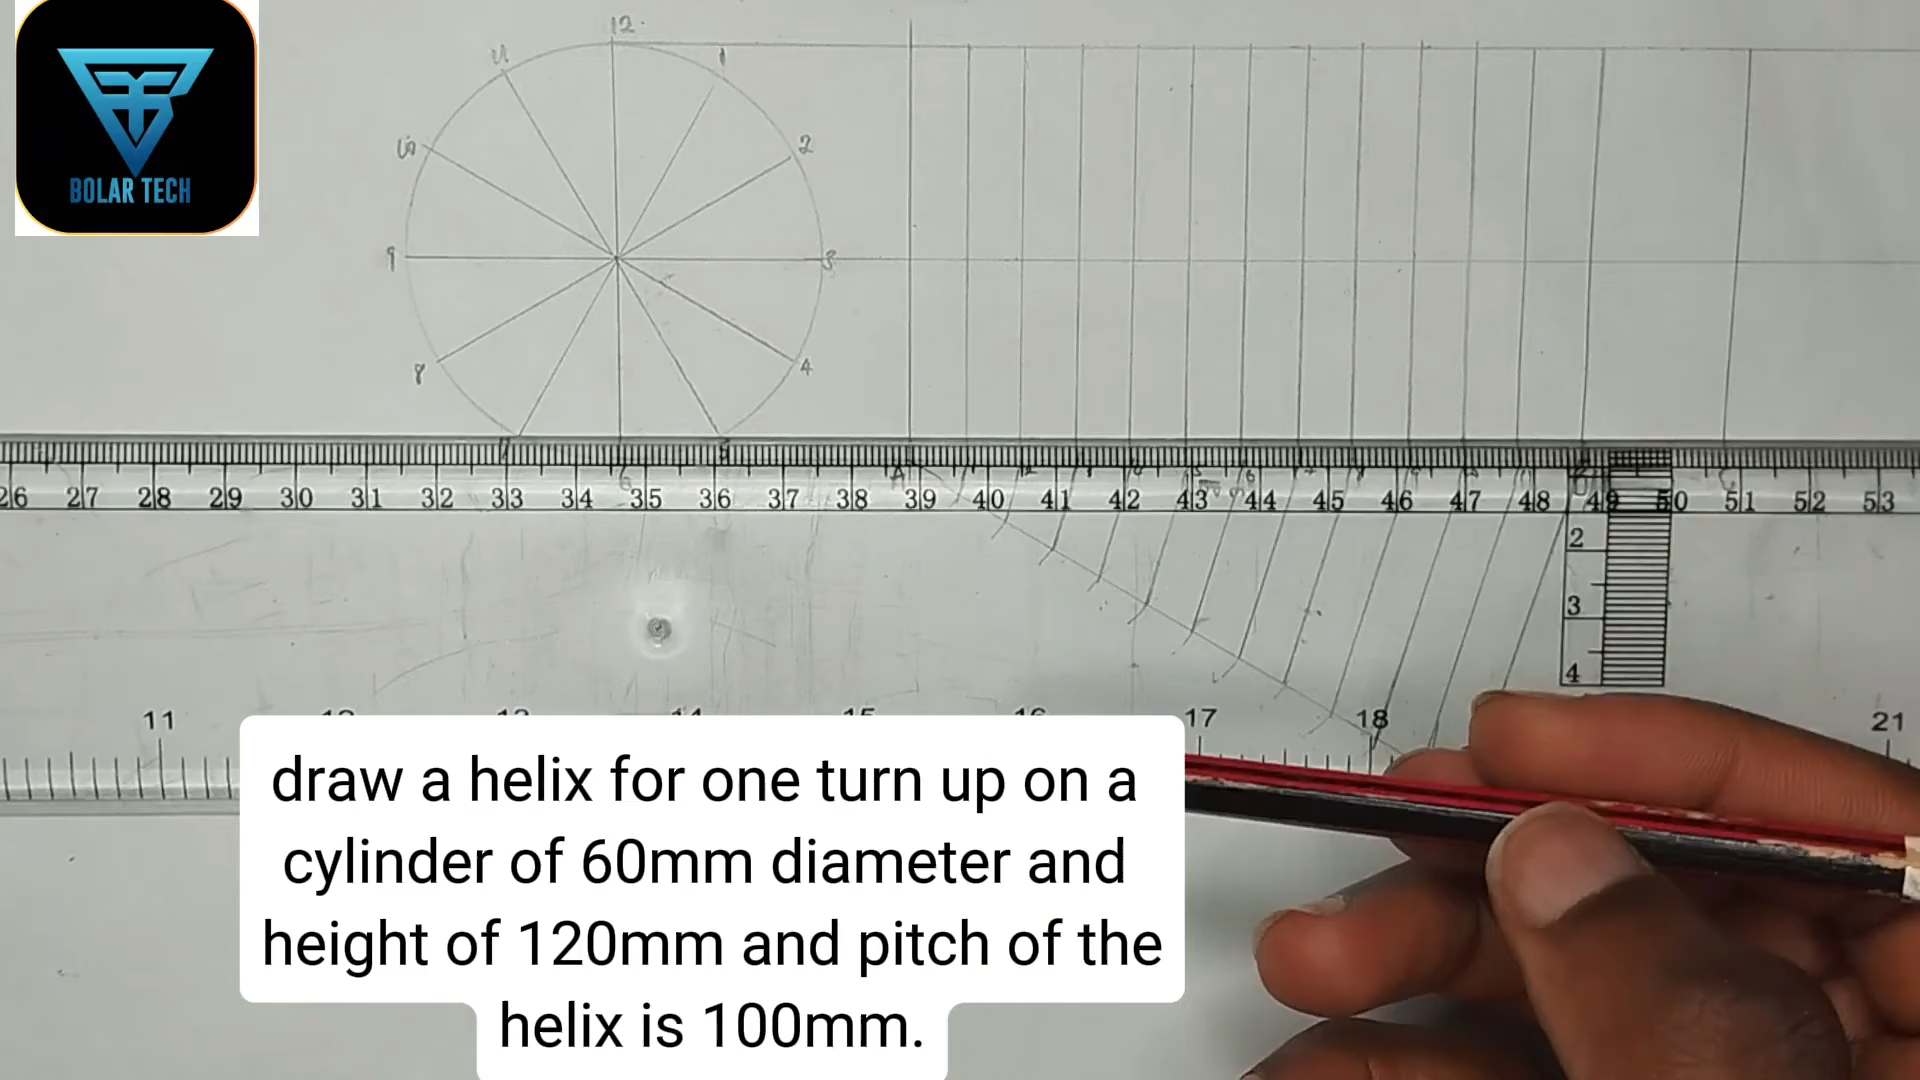 BOLAR TECH
12
11
1
10
2
9
3
8
4
7
6
5
26 27 28 29 30 31 32 33 34 35 36 37 38 39 40 41 42 43 44 45 46 47 48 49 50 51 52 53
2
3
4
11 17 18 21
draw a helix for one turn up on a
cylinder of 60mm diameter and
height of 120mm and pitch of the
helix is 100mm.